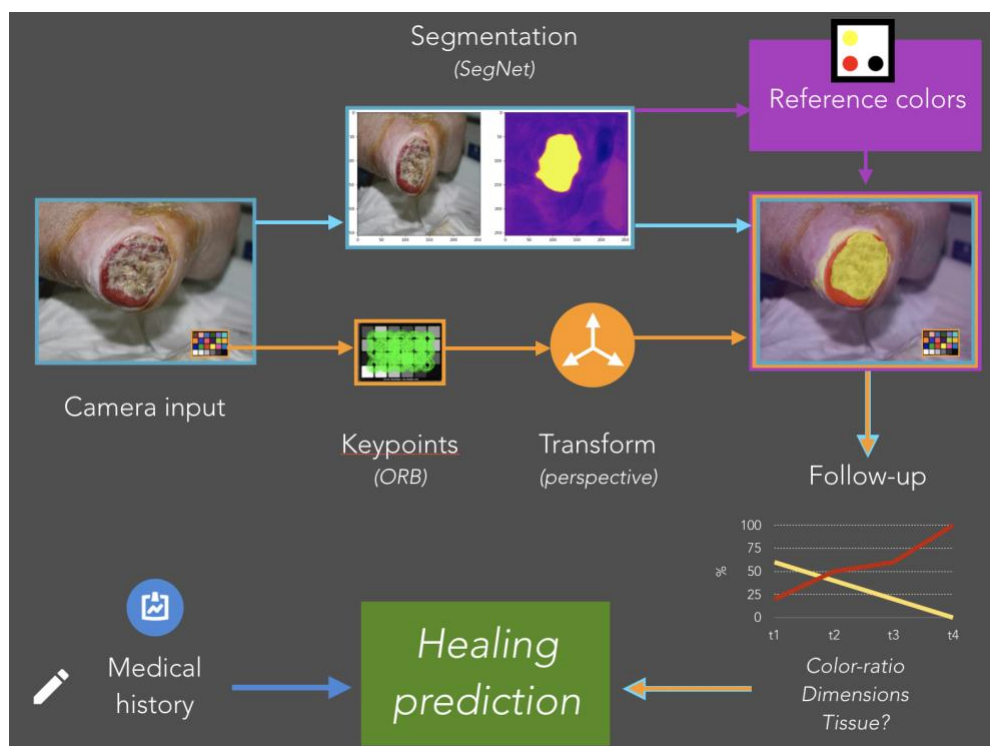 Segmentation
(SegNet)
Reference colors
Camera input
Keypoints
(ORB)
Transform
(perspective)
Follow-up
100
75
50
25
0
%
t1 t2 t3 t4
Medical
history
Healing
prediction
Color-ratio
Dimensions
Tissue?